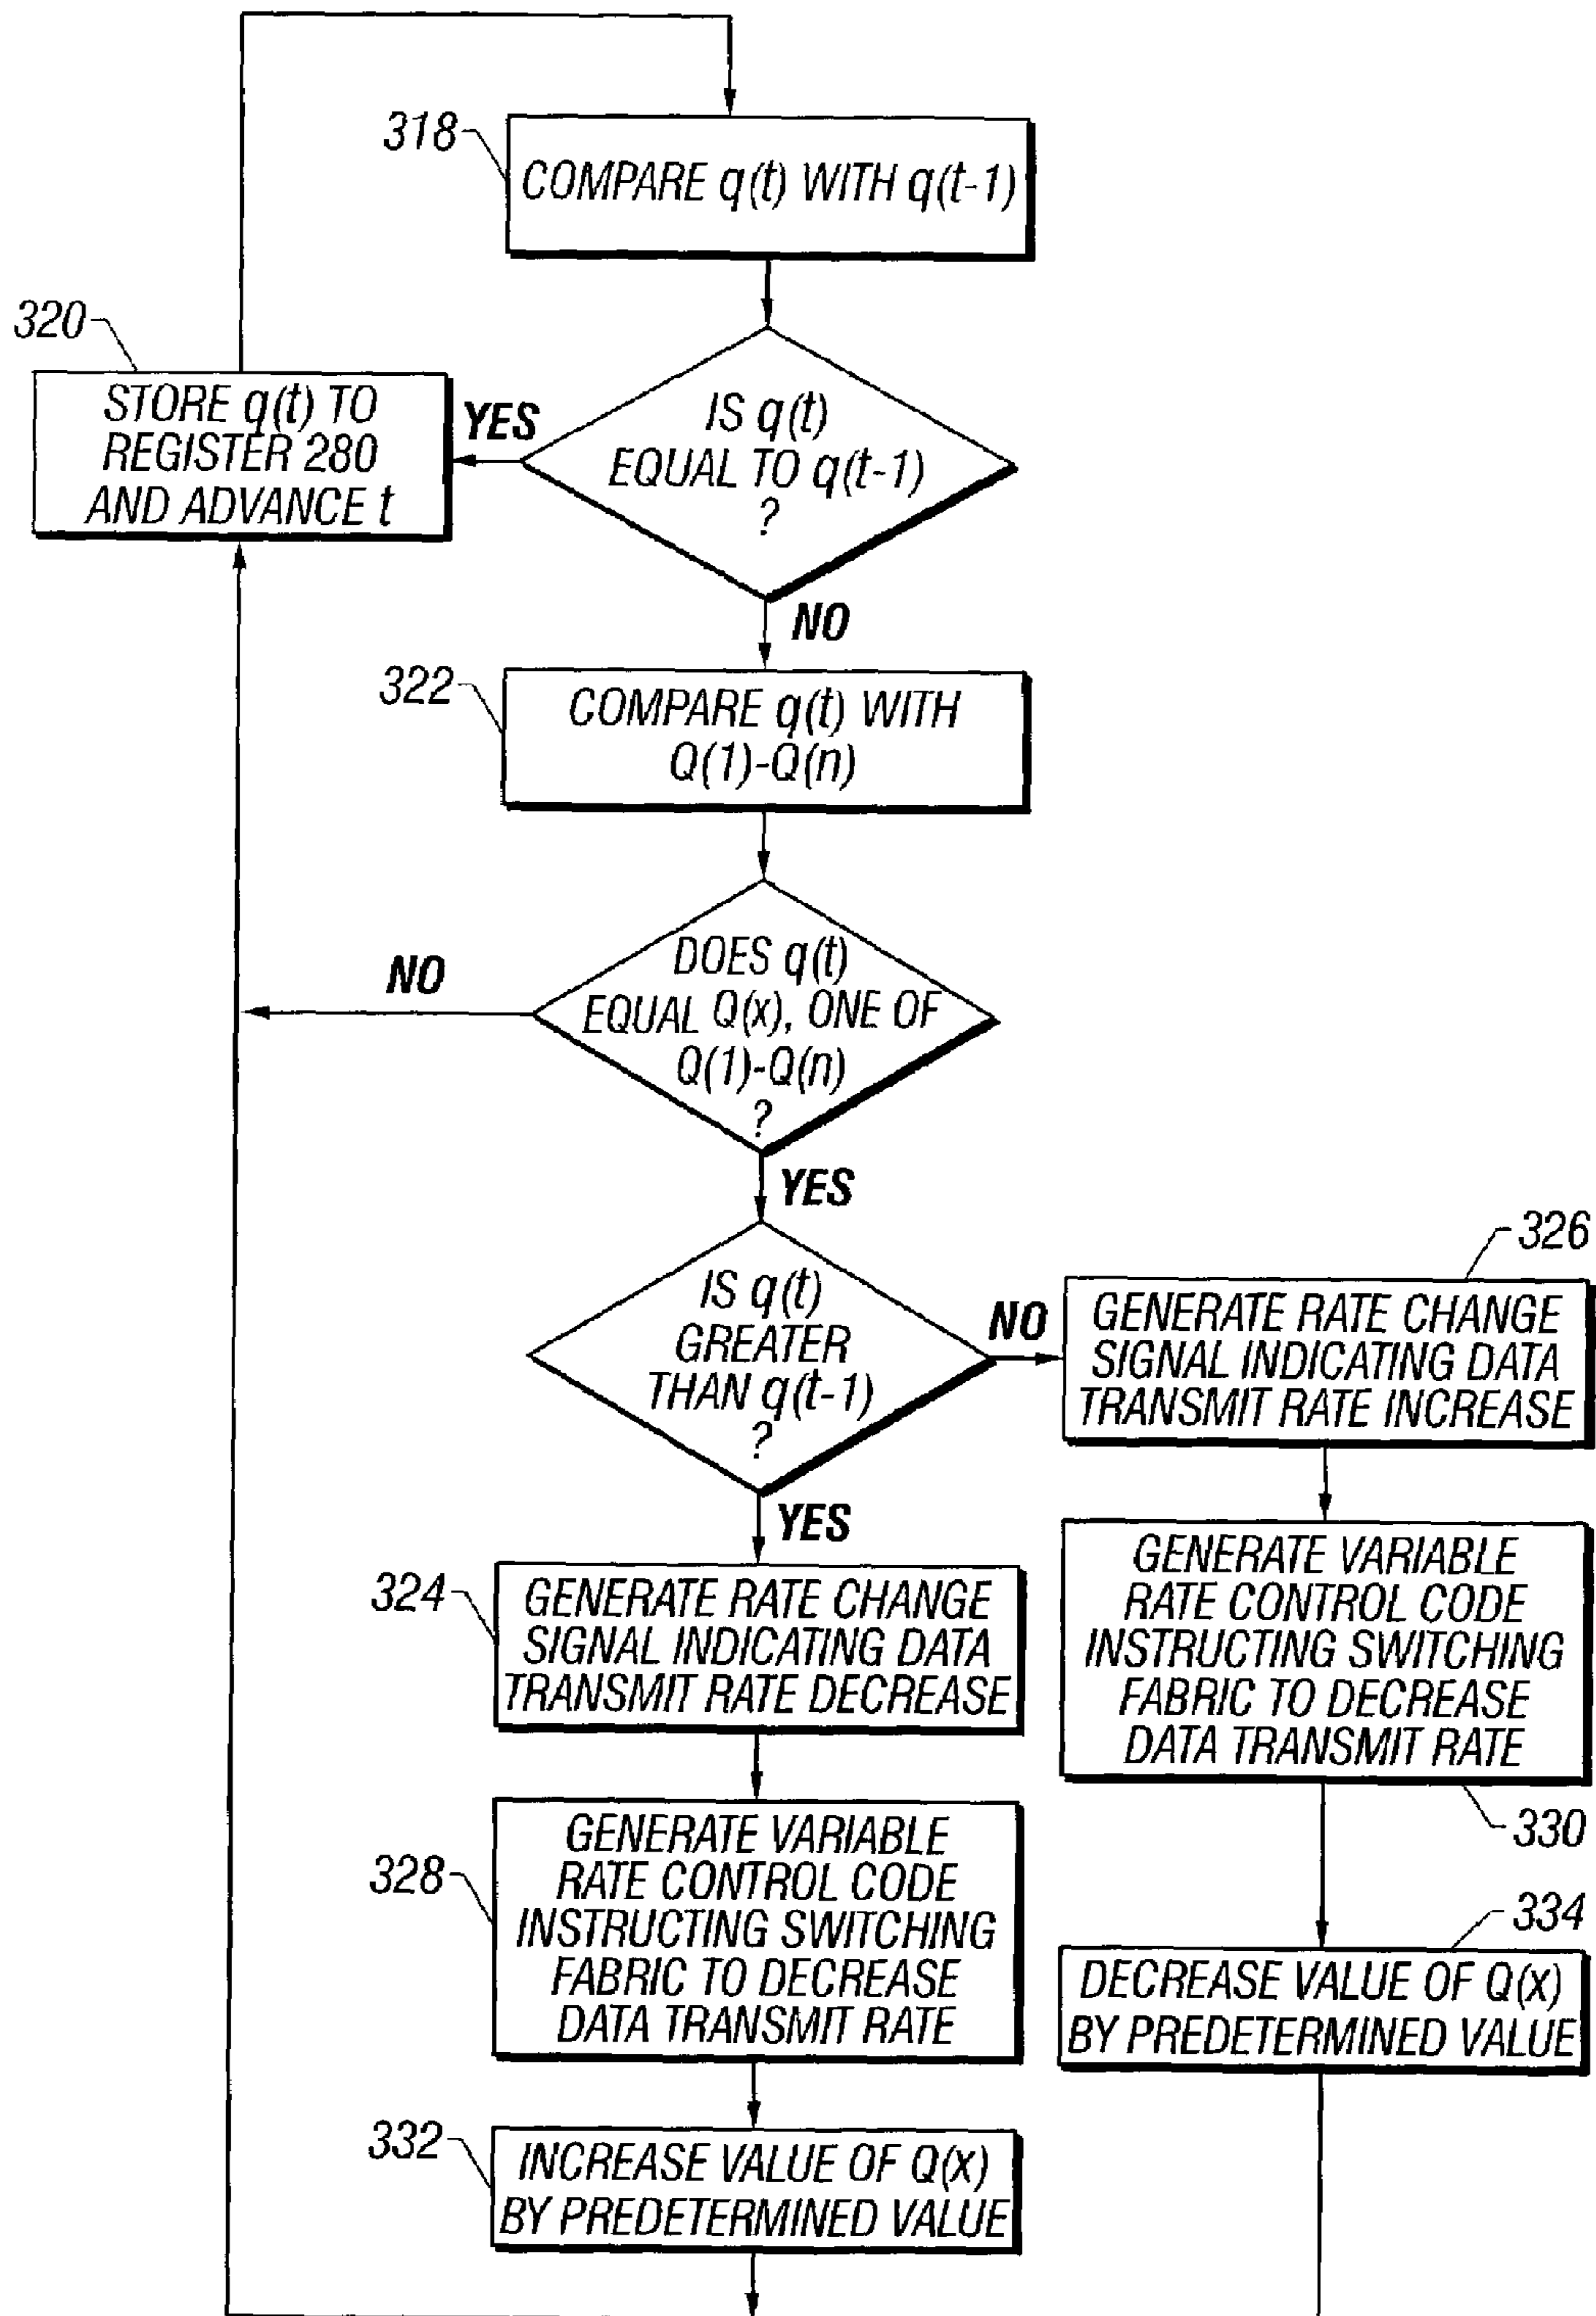 318
COMPARE q(t) WITH q(t-1)
320
STORE q(t) TO
REGISTER 280
AND ADVANCE t
YES
IS q(t)
EQUAL TO q(t-1)
?
NO
322
COMPARE q(t) WITH
Q(1)-Q(n)
NO
DOES q(t)
EQUAL Q(x), ONE OF
Q(1)-Q(n)
?
YES
IS q(t)
GREATER
THAN q(t-1)
?
NO
326
GENERATE RATE CHANGE
SIGNAL INDICATING DATA
TRANSMIT RATE INCREASE
YES
324
GENERATE RATE CHANGE
SIGNAL INDICATING DATA
TRANSMIT RATE DECREASE
GENERATE VARIABLE
RATE CONTROL CODE
INSTRUCTING SWITCHING
FABRIC TO DECREASE
DATA TRANSMIT RATE
330
328
GENERATE VARIABLE
RATE CONTROL CODE
INSTRUCTING SWITCHING
FABRIC TO DECREASE
DATA TRANSMIT RATE
334
DECREASE VALUE OF Q(x)
BY PREDETERMINED VALUE
332
INCREASE VALUE OF Q(x)
BY PREDETERMINED VALUE